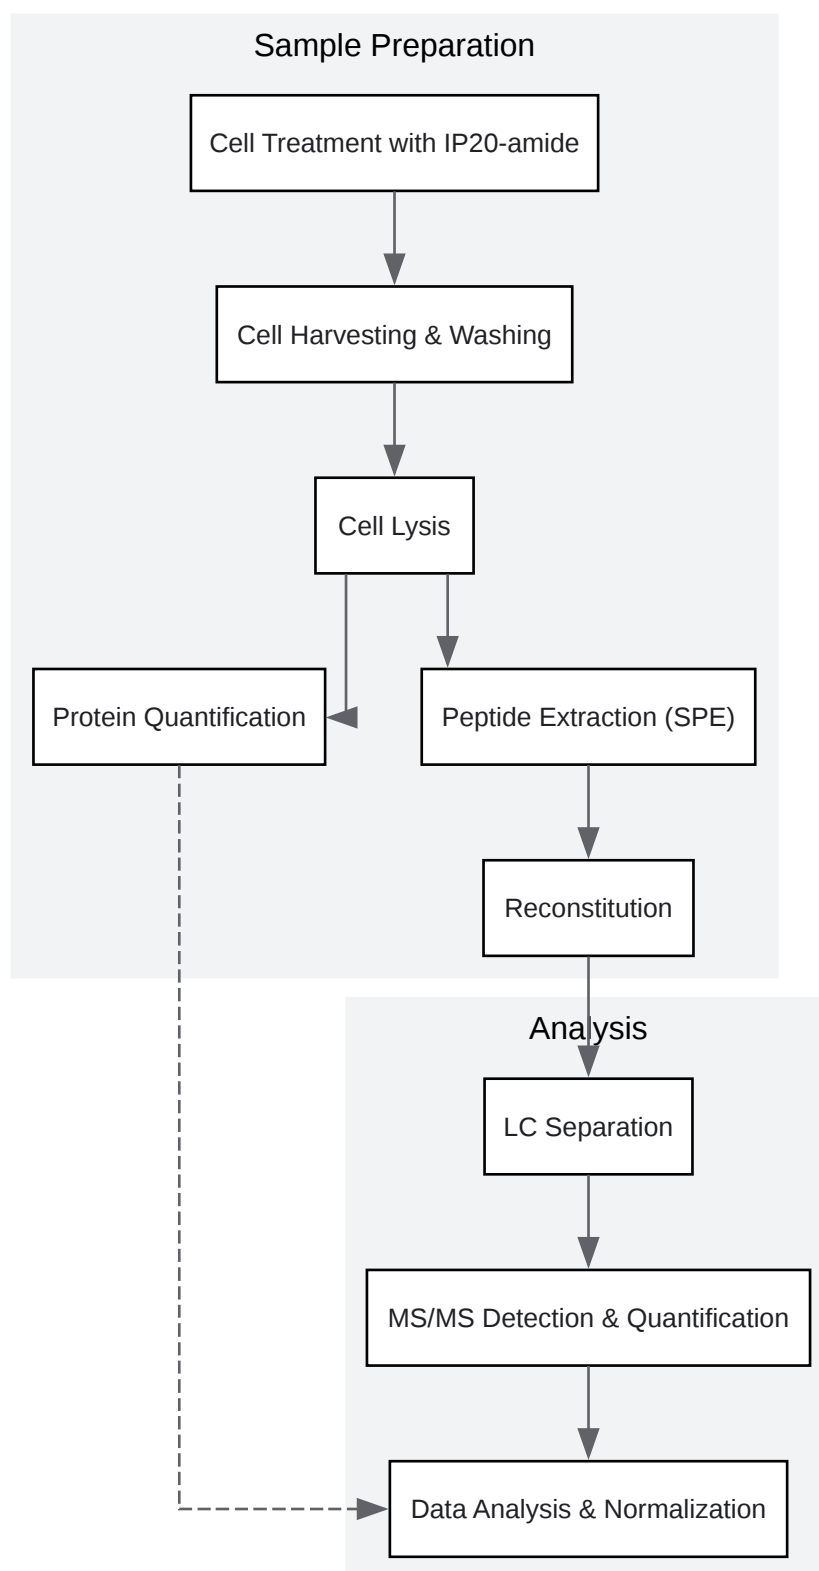 Sample Preparation
Cell Treatment with IP20-amide
Cell Harvesting & Washing
Cell Lysis
Protein Quantification
Peptide Extraction (SPE)
Reconstitution
Analysis
LC Separation
MS/MS Detection & Quantification
Data Analysis & Normalization